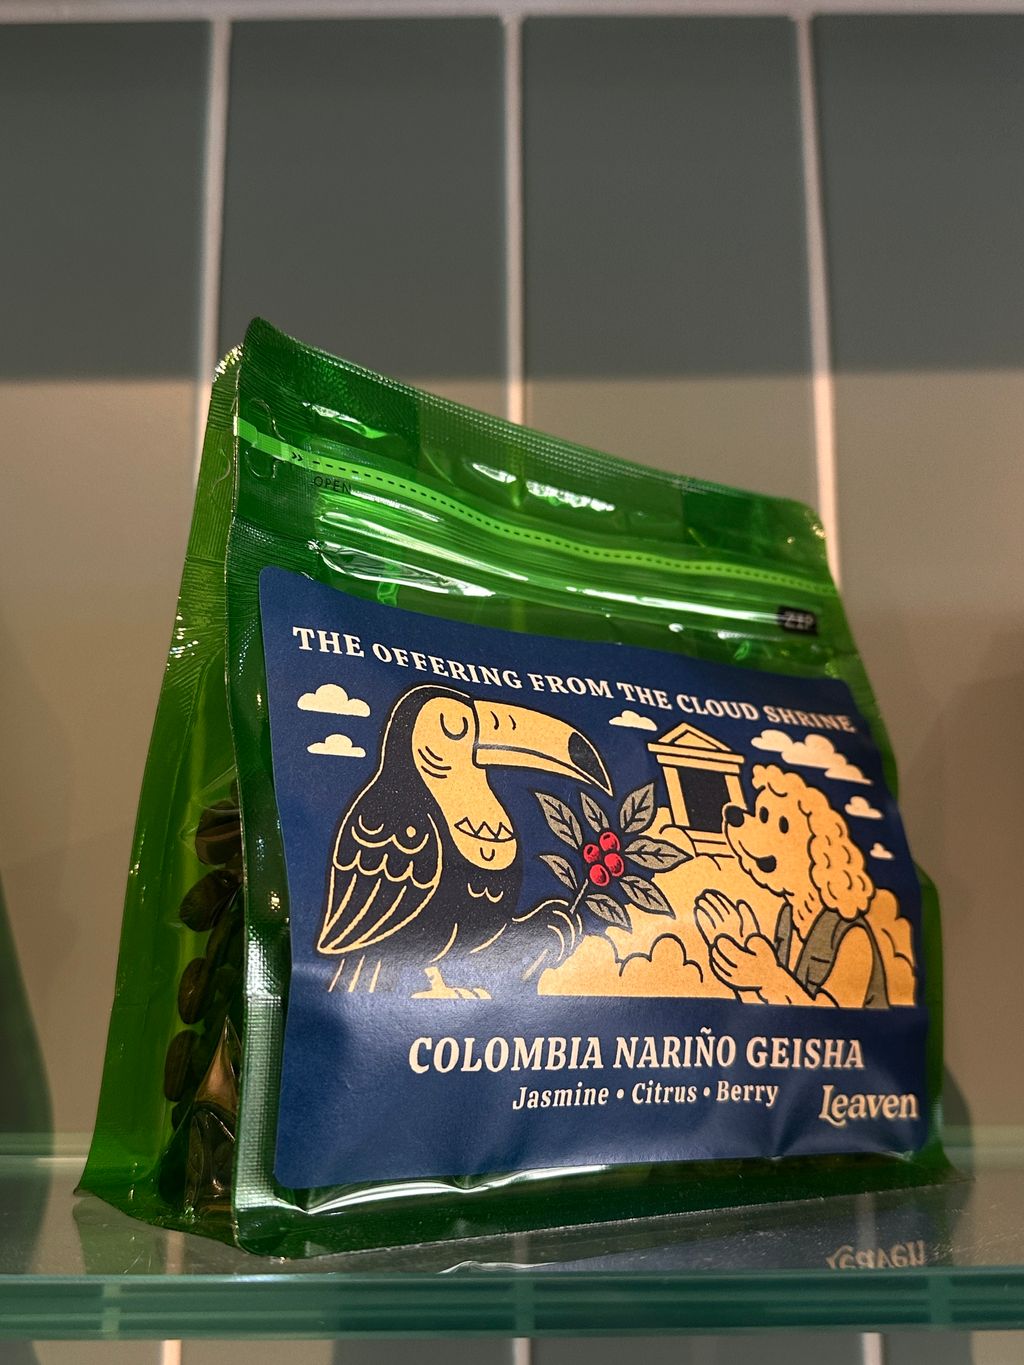 OPEN
ZIP
THE OFFERING FROM THE CLOUD SHRINE
COLOMBIA NARIÑO GEISHA
Jasmine • Citrus • Berry
Leaven